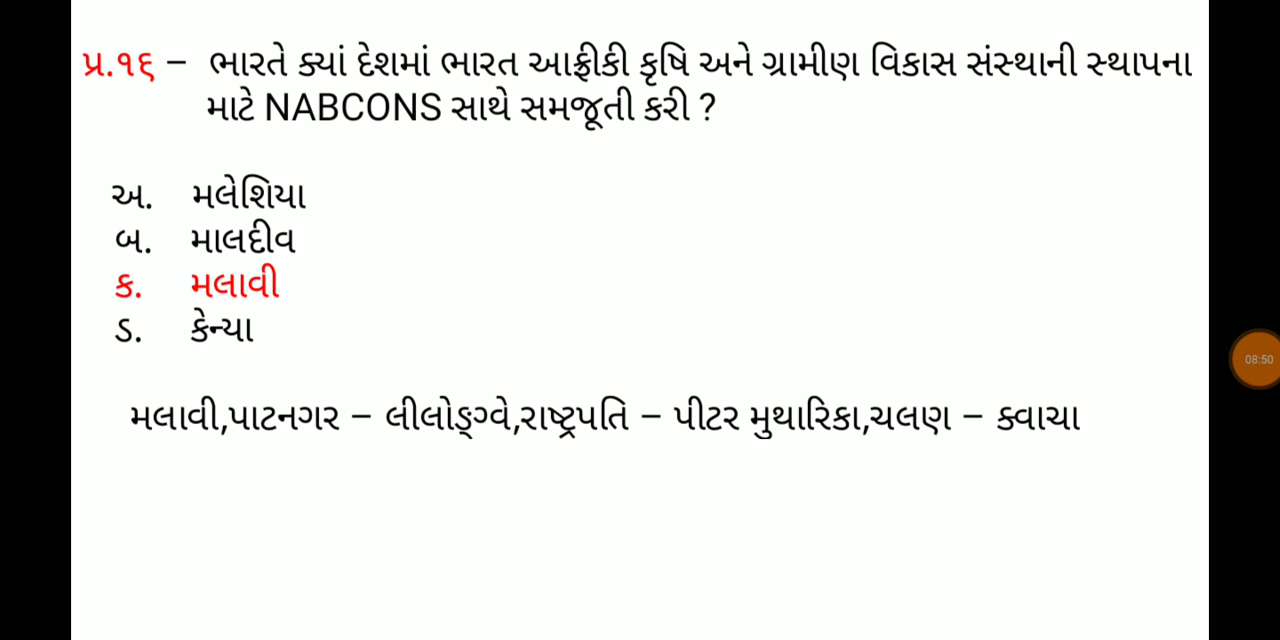 પ્ર.૧૬ – ભારતે ક્યાં દેશમાં ભારત આફ્રીકી કૃષિ અને ગ્રામીણ વિકાસ સંસ્થાની સ્થાપના
માટે NABCONS સાથે સમજૂતી કરી ?
અ. મલેશિયા
બ. માલદીવ
ક. મલાવી
ડ. કેન્યા
08:50
મલાવી,પાટનગર – લીલોઙ્ગ્વે,રાષ્ટ્રપતિ – પીટર મુથારિકા,ચલણ – ક્વાચા